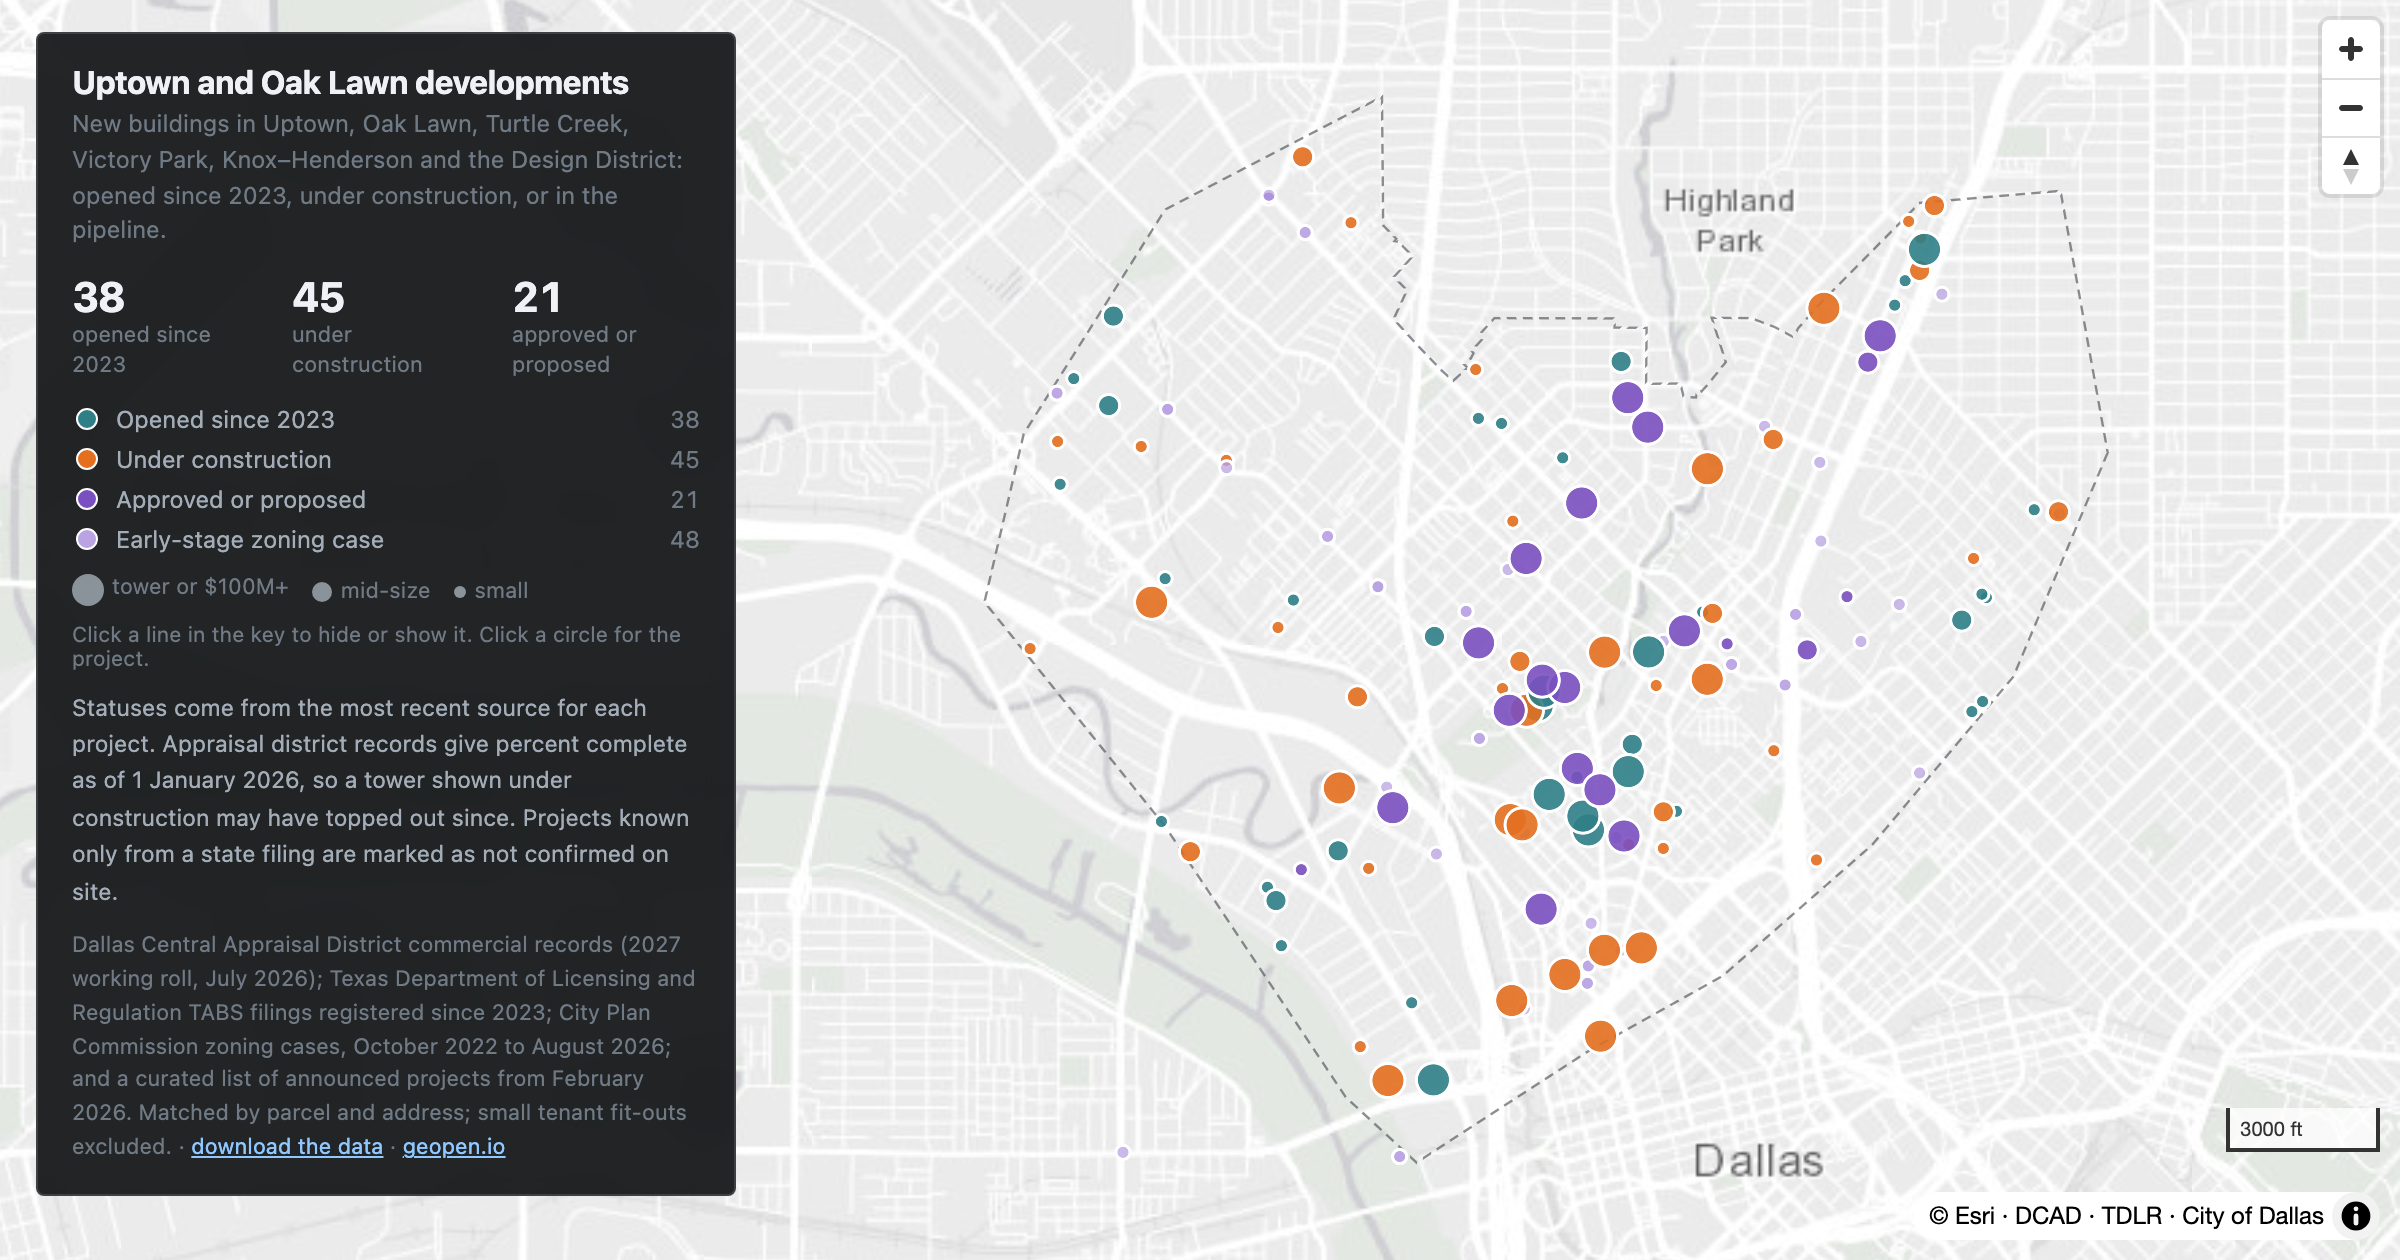 Uptown and Oak Lawn developments
New buildings in Uptown, Oak Lawn, Turtle Creek,
Victory Park, Knox–Henderson and the Design District:
opened since 2023, under construction, or in the
pipeline.
38
opened since
2023
45
under
construction
21
approved or
proposed
Opened since 2023 38
Under construction 45
Approved or proposed 21
Early-stage zoning case 48
tower or $100M+ mid-size small
Click a line in the key to hide or show it. Click a circle for the
project.
Statuses come from the most recent source for each
project. Appraisal district records give percent complete
as of 1 January 2026, so a tower shown under
construction may have topped out since. Projects known
only from a state filing are marked as not confirmed on
site.
Dallas Central Appraisal District commercial records (2027
working roll, July 2026); Texas Department of Licensing and
Regulation TABS filings registered since 2023; City Plan
Commission zoning cases, October 2022 to August 2026;
and a curated list of announced projects from February
2026. Matched by parcel and address; small tenant fit-outs
excluded. · download the data · geopen.io
Highland
Park
Dallas
3000 ft
© Esri · DCAD · TDLR · City of Dallas